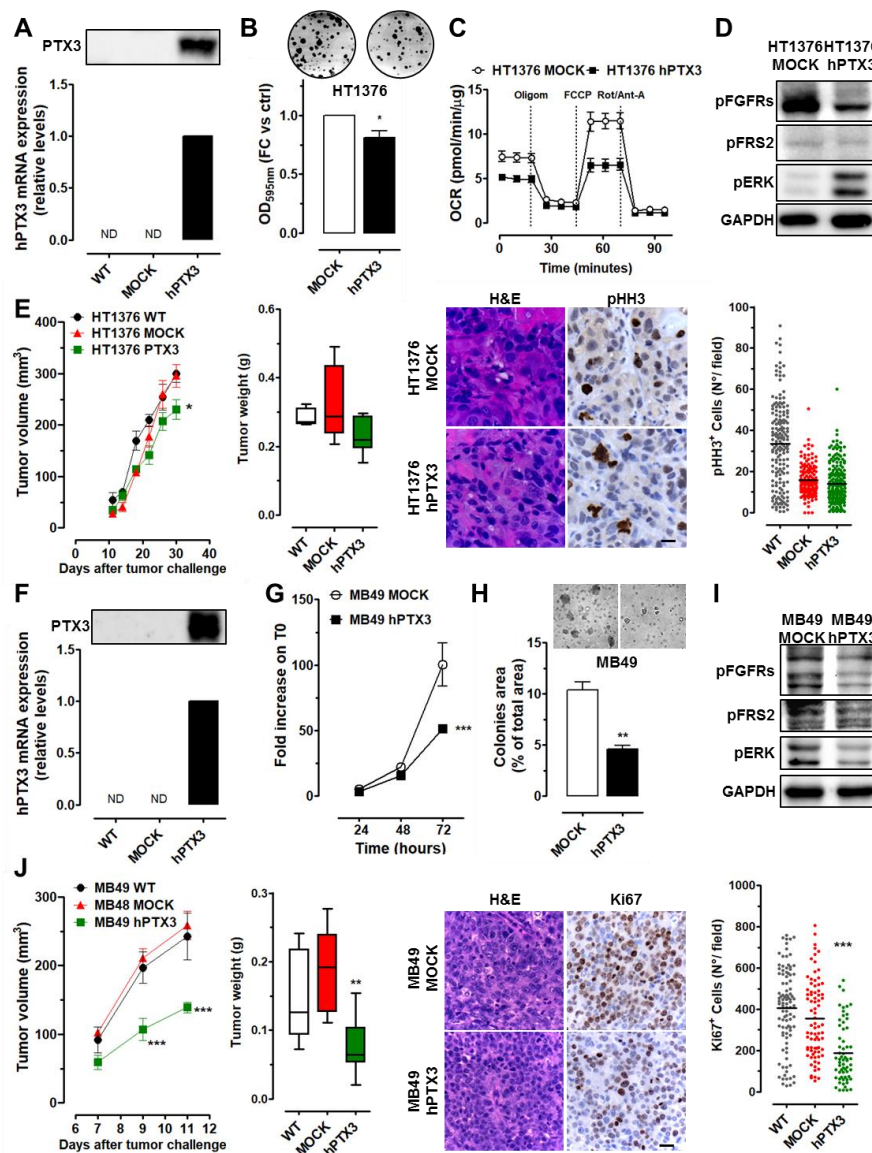 A
PTX3
hPTX3 mRNA expression
(relative levels)
1.5
1.0
0.5
0.0
ND
ND
WT
MOCK
hPTX3
B
HT1376
*
OD595nm (FC vs ctrl)
1.0
0.5
0.0
MOCK
hPTX3
C
HT1376 MOCK
HT1376 hPTX3
Oligom
FCCP
Rot/Ant-A
OCR (pmol/min/µg)
15
10
5
0
0
30
60
90
Time (minutes)
D
HT1376 HT1376
MOCK hPTX3
pFGFRs
pFRS2
pERK
GAPDH
E
HT1376 WT
HT1376 MOCK
HT1376 PTX3
Tumor volume (mm3)
300
200
100
0
*
0
10
20
30
40
Days after tumor challenge
Tumor weight (g)
0.6
0.4
0.2
0.0
WT
MOCK
hPTX3
H&E
pHH3
HT1376
MOCK
HT1376
hPTX3
pHH3+ Cells (N°/ field)
100
80
60
40
20
0
WT
MOCK
hPTX3
F
PTX3
hPTX3 mRNA expression
(relative levels)
1.5
1.0
0.5
0.0
ND
ND
WT
MOCK
hPTX3
G
MB49 MOCK
MB49 hPTX3
Fold increase on T0
150
100
50
0
***
24
48
72
Time (hours)
H
MB49
Colonies area
(% of total area)
15
10
5
0
**
MOCK
hPTX3
I
MB49 MB49
MOCK hPTX3
pFGFRs
pFRS2
pERK
GAPDH
J
MB49 WT
MB48 MOCK
MB49 hPTX3
Tumor volume (mm3)
300
200
100
0
***
***
6
7
8
9
10
11
12
Days after tumor challenge
Tumor weight (g)
0.3
0.2
0.1
0.0
**
WT
MOCK
hPTX3
H&E
Ki67
MB49
MOCK
MB49
hPTX3
Ki67+ Cells (N°/ field)
1000
800
600
400
200
0
***
WT
MOCK
hPTX3